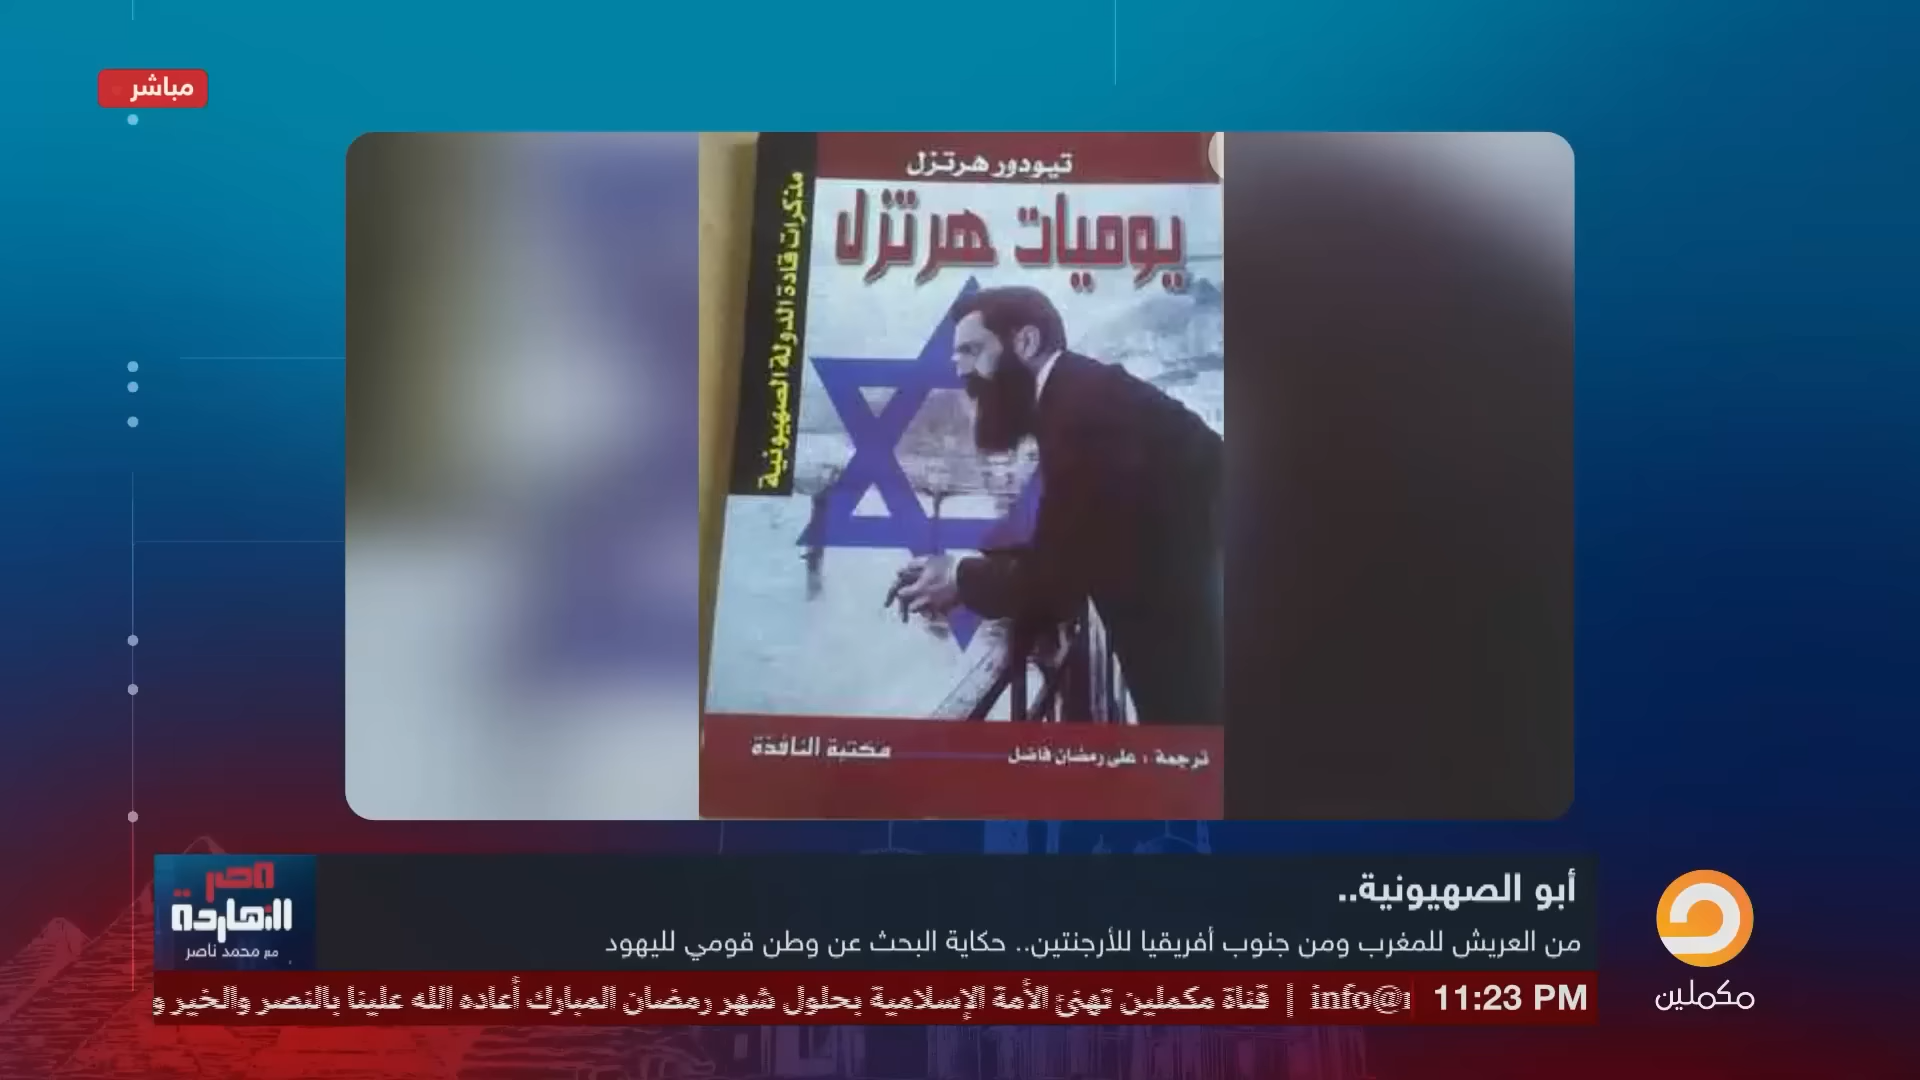 مباشر
تيودور هرتزل
يوميات هرتزل
مذكرات قادة الدولة الصهيونية
ترجمة : على رمضان فاضل
مكتبة النافذة
أبو الصهيونية..
من العريش للمغرب ومن جنوب أفريقيا للأرجنتين.. حكاية البحث عن وطن قومي لليهود
مصر
النهاردة
مع محمد ناصر
11:23 PM
info@ | قناة مكملين تهنئ الأمة الإسلامية بحلول شهر رمضان المبارك أعاده الله علينا بالنصر والخير و
مكملين